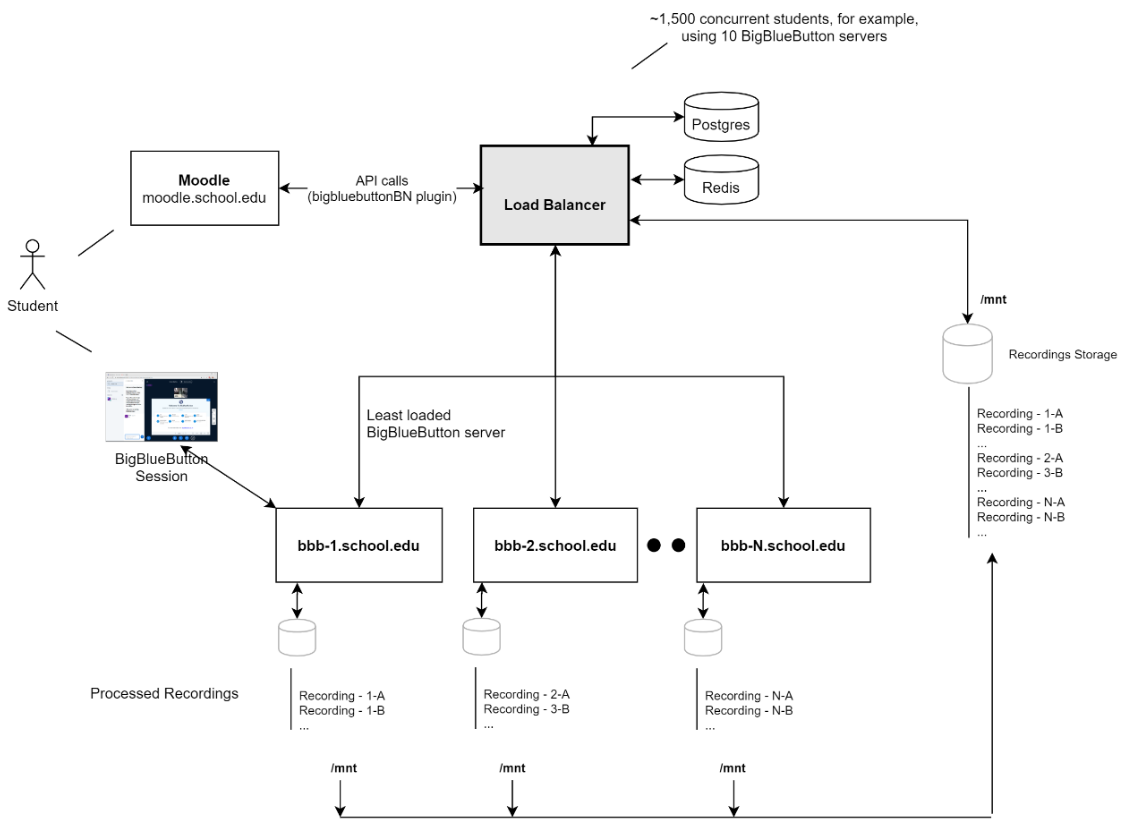 ~1,500 concurrent students, for example,
using 10 BigBlueButton servers
Postgres
Redis
Moodle
moodle.school.edu
API calls
(bigbluebuttonBN plugin)
Load Balancer
Student
/mnt
Recordings Storage
Recording - 1-A
Recording - 1-B
...
Recording - 2-A
Recording - 3-B
...
Recording - N-A
Recording - N-B
...
Least loaded
BigBlueButton server
BigBlueButton
Session
bbb-1.school.edu
bbb-2.school.edu
bbb-N.school.edu
Processed Recordings
Recording - 1-A
Recording - 1-B
...
Recording - 2-A
Recording - 3-B
...
Recording - N-A
Recording - N-B
...
/mnt
/mnt
/mnt